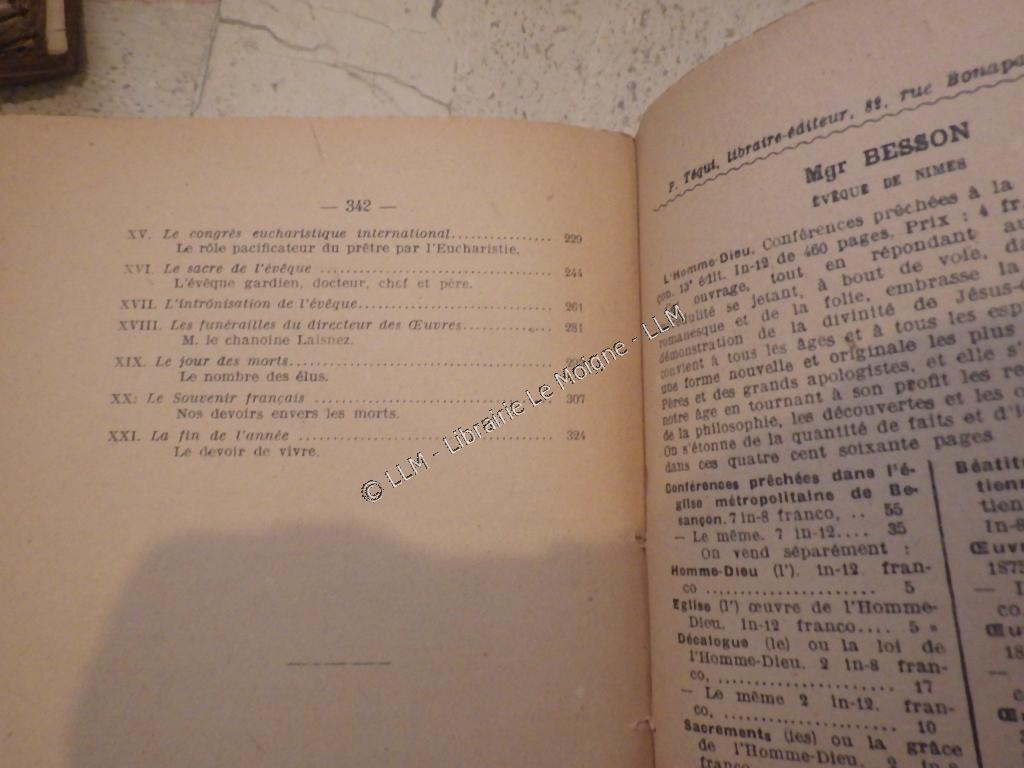 — 342 —
XV. Le congrès eucharistique international................ 229
Le rôle pacificateur du prêtre par l'Eucharistie.
XVI. Le sacre de l'évêque ................ 244
L'évêque gardien, docteur, chef et père.
XVII. L'intrônisation de l'évêque................ 261
XVIII. Les funérailles du directeur des Œuvres................ 281
M. le chanoine Laisnez.
XIX. Le jour des morts................
Le nombre des élus.
XX. Le Souvenir français ................ 307
Nos devoirs envers les morts.
XXI. La fin de l'année ................ 324
Le devoir de vivre.
© LLM - Librairie Le Moigne - LLM
P. Téqui, libraire-éditeur, 82, rue
Mgr BESSON
ÉVÊQUE DE NIMES
L'Homme-Dieu. Conférences prêchées à la
çon. 13e édit. In-12 de 460 pages. Prix : 4 fr.
ouvrage, tout en répondant
se jetant, à bout de voie,
romanesque et de la folie, embrasse la
démonstration de la divinité de
convient à tous les âges et à tous les
une forme nouvelle et originale les plus
Pères et des grands apologistes, et elle
notre âge en tournant à son profit les
de la philosophie, les découvertes et les
On s'étonne de la quantité de faits et
dans ces quatre cent soixante pages
Conférences prêchées dans l'é-
glise métropolitaine de Be-
sançon. 7 in-8 franco, .. 55
— Le même. 7 in-12.... 35
On vend séparément :
Homme-Dieu (l'). in-12 fran-
co ................ 5
Eglise (l') œuvre de l'Homme-
Dieu. In-12 franco.... 5 »
Décalogue (le) ou la loi de
l'Homme-Dieu. 2 in-8 fran-
co, ................ 17
— Le même 2 in-12. fran-
co, ................ 10
Sacrements (les) ou la grâce
de l'Homme-Dieu. 2 in-8
tienn
tien
In-8
— L
co